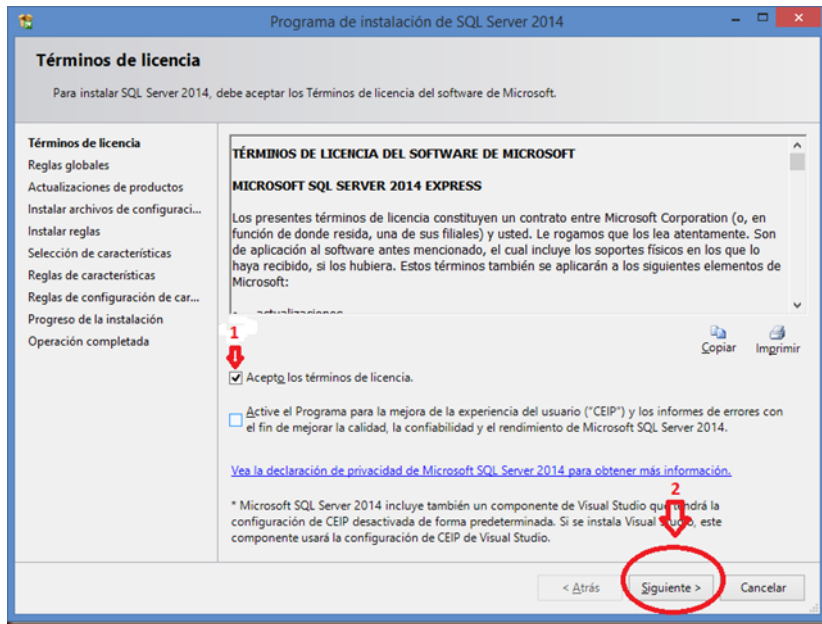 Programa de instalación de SQL Server 2014
Términos de licencia
Para instalar SQL Server 2014, debe aceptar los Términos de licencia del software de Microsoft.
Términos de licencia
Reglas globales
Actualizaciones de productos
Instalar archivos de configuraci...
Instalar reglas
Selección de características
Reglas de características
Reglas de configuración de car...
Progreso de la instalación
Operación completada
TÉRMINOS DE LICENCIA DEL SOFTWARE DE MICROSOFT
MICROSOFT SQL SERVER 2014 EXPRESS
Los presentes términos de licencia constituyen un contrato entre Microsoft Corporation (o, en
función de donde resida, una de sus filiales) y usted. Le rogamos que los lea atentamente. Son
de aplicación al software antes mencionado, el cual incluye los soportes físicos en los que lo
haya recibido, si los hubiera. Estos términos también se aplicarán a los siguientes elementos de
Microsoft:
• actualizaciones
1
Copiar Imprimir
Acepto los términos de licencia.
Active el Programa para la mejora de la experiencia del usuario ("CEIP") y los informes de errores con
el fin de mejorar la calidad, la confiabilidad y el rendimiento de Microsoft SQL Server 2014.
Vea la declaración de privacidad de Microsoft SQL Server 2014 para obtener más información.
2
* Microsoft SQL Server 2014 incluye también un componente de Visual Studio que tendrá la
configuración de CEIP desactivada de forma predeterminada. Si se instala Visual Studio, este
componente usará la configuración de CEIP de Visual Studio.
< Atrás Siguiente > Cancelar